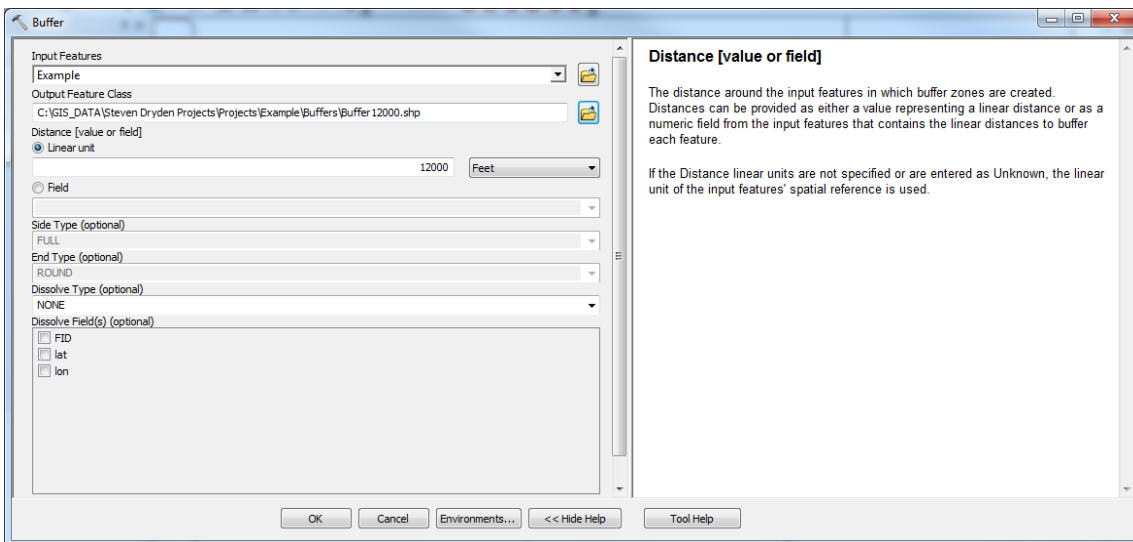 Buffer
Input Features
Example
Output Feature Class
C:\GIS_DATA\Steven Dryden Projects\Projects\Example\Buffers\Buffer12000.shp
Distance [value or field]
Linear unit
12000 Feet
Field
Side Type (optional)
FULL
End Type (optional)
ROUND
Dissolve Type (optional)
NONE
Dissolve Field(s) (optional)
FID
lat
lon
OK Cancel Environments... << Hide Help Tool Help
Distance [value or field]
The distance around the input features in which buffer zones are created.
Distances can be provided as either a value representing a linear distance or as a
numeric field from the input features that contains the linear distances to buffer
each feature.
If the Distance linear units are not specified or are entered as Unknown, the linear
unit of the input features' spatial reference is used.